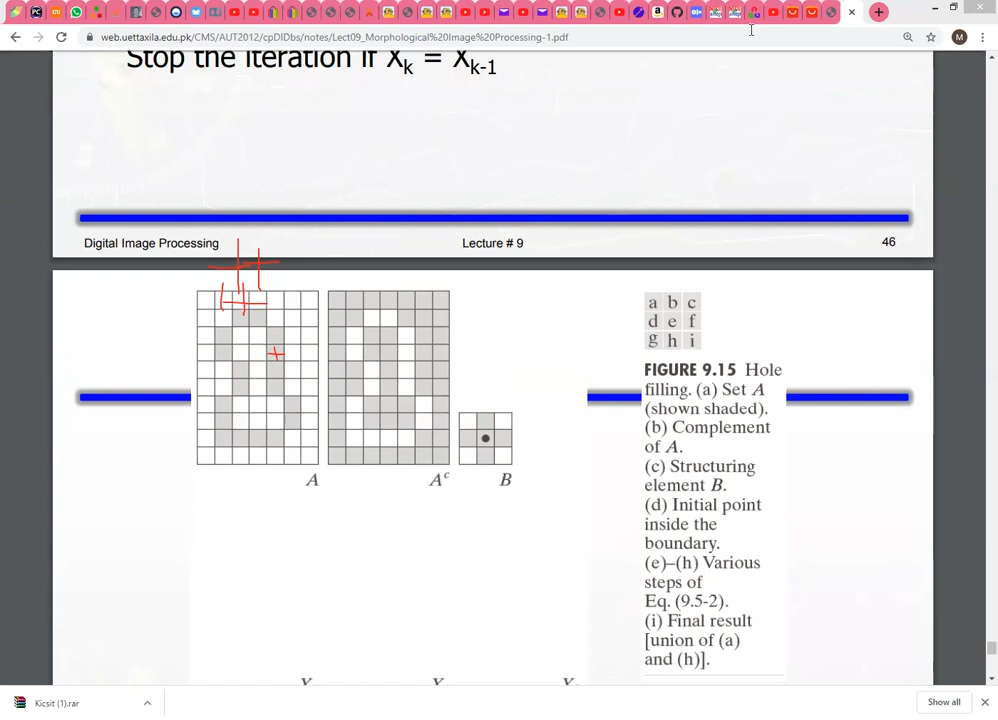 web.uettaxila.edu.pk/CMS/AUT2012/cpDIDbs/notes/Lect09_Morphological%20Image%20Processing-1.pdf
M
Stop the iteration if Xk = Xk-1
Digital Image Processing
Lecture # 9
46
a b c
d e f
g h i
FIGURE 9.15 Hole
filling. (a) Set A
(shown shaded).
(b) Complement
of A.
(c) Structuring
element B.
(d) Initial point
inside the
boundary.
(e)–(h) Various
steps of
Eq. (9.5-2).
(i) Final result
[union of (a)
and (h)].
A
Ac
B
Kicsit (1).rar
Show all